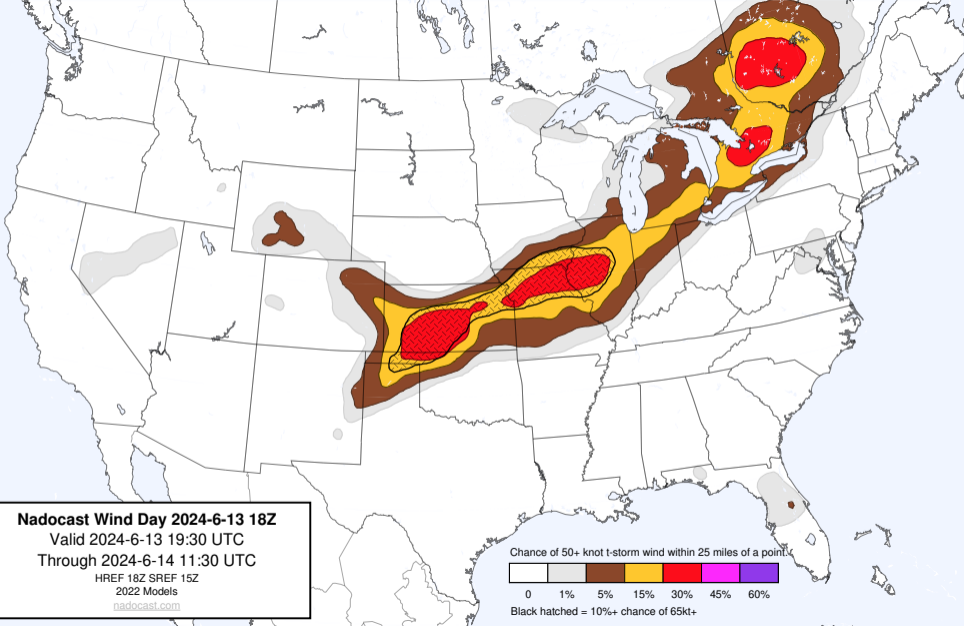 Nadocast Wind Day 2024-6-13 18Z
Valid 2024-6-13 19:30 UTC
Through 2024-6-14 11:30 UTC
HREF 18Z SREF 15Z
2022 Models
nadocast.com
Chance of 50+ knot t-storm wind within 25 miles of a point.
0 1% 5% 15% 30% 45% 60%
Black hatched = 10%+ chance of 65kt+